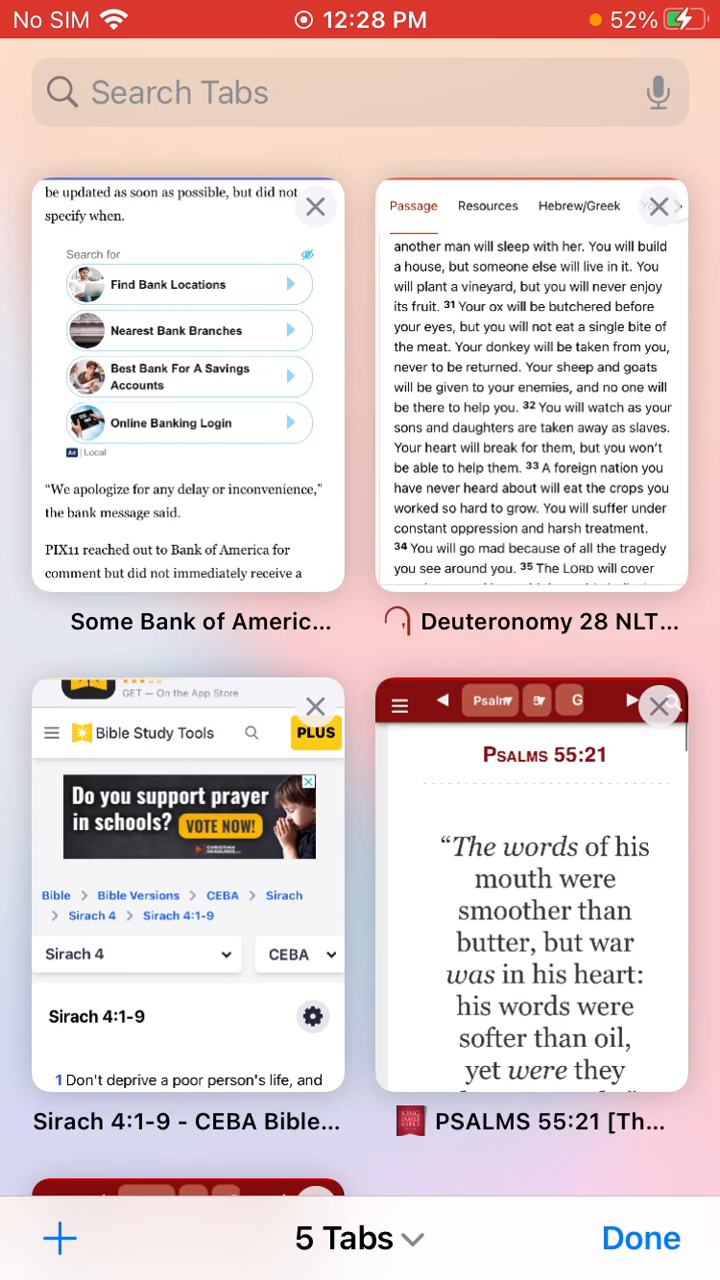 No SIM 12:28 PM 52%
Search Tabs
be updated as soon as possible, but did not
specify when.
Search for
Find Bank Locations
Nearest Bank Branches
Best Bank For A Savings
Accounts
Online Banking Login
Ad | Local
“We apologize for any delay or inconvenience,”
the bank message said.
PIX11 reached out to Bank of America for
comment but did not immediately receive a
Some Bank of Americ...
Passage Resources Hebrew/Greek
another man will sleep with her. You will build
a house, but someone else will live in it. You
will plant a vineyard, but you will never enjoy
its fruit. 31 Your ox will be butchered before
your eyes, but you will not eat a single bite of
the meat. Your donkey will be taken from you,
never to be returned. Your sheep and goats
will be given to your enemies, and no one will
be there to help you. 32 You will watch as your
sons and daughters are taken away as slaves.
Your heart will break for them, but you won’t
be able to help them. 33 A foreign nation you
have never heard about will eat the crops you
worked so hard to grow. You will suffer under
constant oppression and harsh treatment.
34 You will go mad because of all the tragedy
you see around you. 35 The LORD will cover
Deuteronomy 28 NLT...
GET — On the App Store
Bible Study Tools
PLUS
Do you support prayer
in schools? VOTE NOW!
CHRISTIAN
HEADLINES
Bible > Bible Versions > CEBA > Sirach
> Sirach 4 > Sirach 4:1-9
Sirach 4 CEBA
Sirach 4:1-9
1 Don't deprive a poor person's life, and
Sirach 4:1-9 - CEBA Bible...
Psalm G
PSALMS 55:21
“The words of his
mouth were
smoother than
butter, but war
was in his heart:
his words were
softer than oil,
yet were they
KING
JAMES
BIBLE
PSALMS 55:21 [Th...
5 Tabs
Done